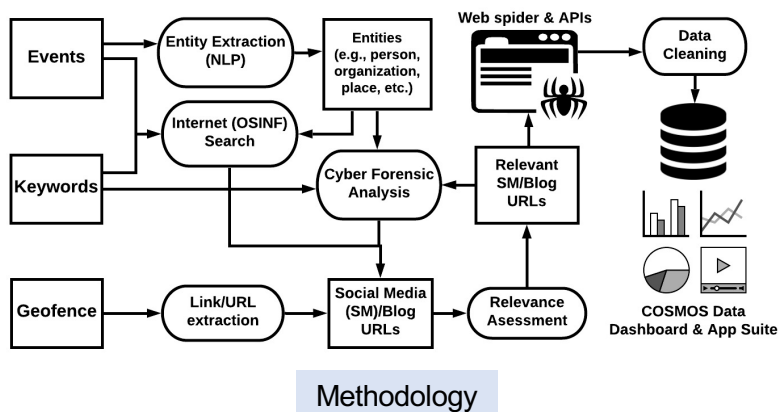 Web spider & APIs
Events
Entity Extraction
(NLP)
Entities
(e.g., person,
organization,
place, etc.)
Data
Cleaning
Internet (OSINF)
Search
Keywords
Cyber Forensic
Analysis
Relevant
SM/Blog
URLs
Geofence
Link/URL
extraction
Social Media
(SM)/Blog
URLs
Relevance
Asessment
COSMOS Data
Dashboard & App Suite
Methodology